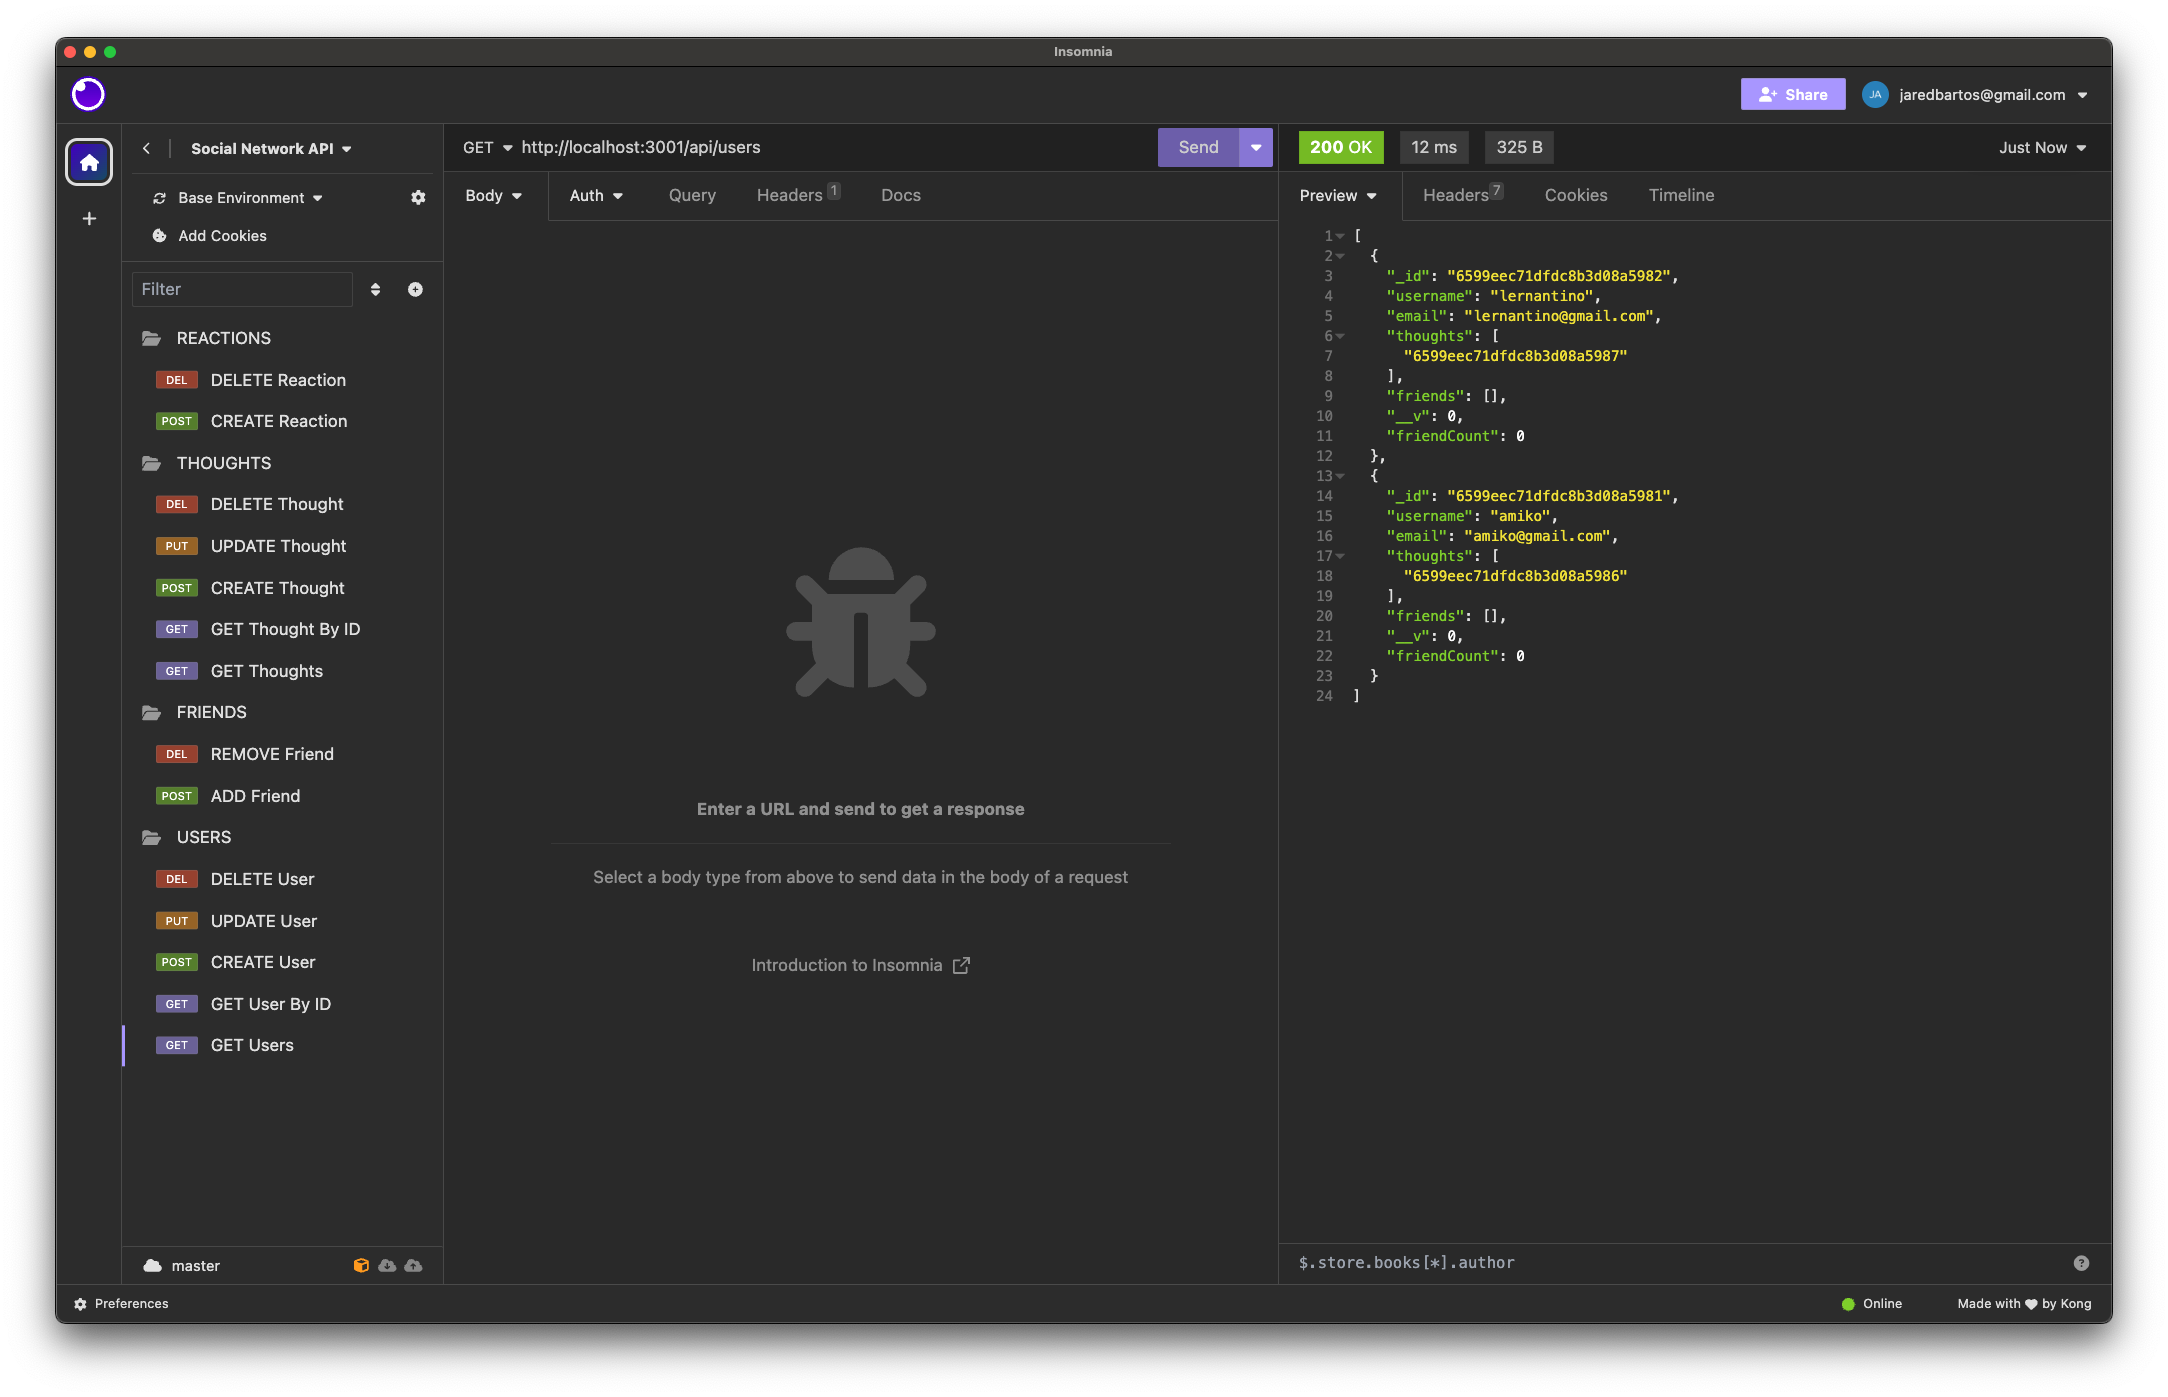 Insomnia
Share
JA
jaredbartos@gmail.com
Social Network API
Base Environment
Add Cookies
Filter
REACTIONS
DEL DELETE Reaction
POST CREATE Reaction
THOUGHTS
DEL DELETE Thought
PUT UPDATE Thought
POST CREATE Thought
GET GET Thought By ID
GET GET Thoughts
FRIENDS
DEL REMOVE Friend
POST ADD Friend
USERS
DEL DELETE User
PUT UPDATE User
POST CREATE User
GET GET User By ID
GET GET Users
master
GET http://localhost:3001/api/users
Send
Body Auth Query Headers 1 Docs
Enter a URL and send to get a response
Select a body type from above to send data in the body of a request
Introduction to Insomnia
200 OK 12 ms 325 B Just Now
Preview Headers 7 Cookies Timeline
1 [
2 {
3 "_id": "6599eec71dfdc8b3d08a5982",
4 "username": "lernantino",
5 "email": "lernantino@gmail.com",
6 "thoughts": [
7 "6599eec71dfdc8b3d08a5987"
8 ],
9 "friends": [],
10 "__v": 0,
11 "friendCount": 0
12 },
13 {
14 "_id": "6599eec71dfdc8b3d08a5981",
15 "username": "amiko",
16 "email": "amiko@gmail.com",
17 "thoughts": [
18 "6599eec71dfdc8b3d08a5986"
19 ],
20 "friends": [],
21 "__v": 0,
22 "friendCount": 0
23 }
24 ]
$.store.books[*].author
Preferences
Online
Made with ♥ by Kong